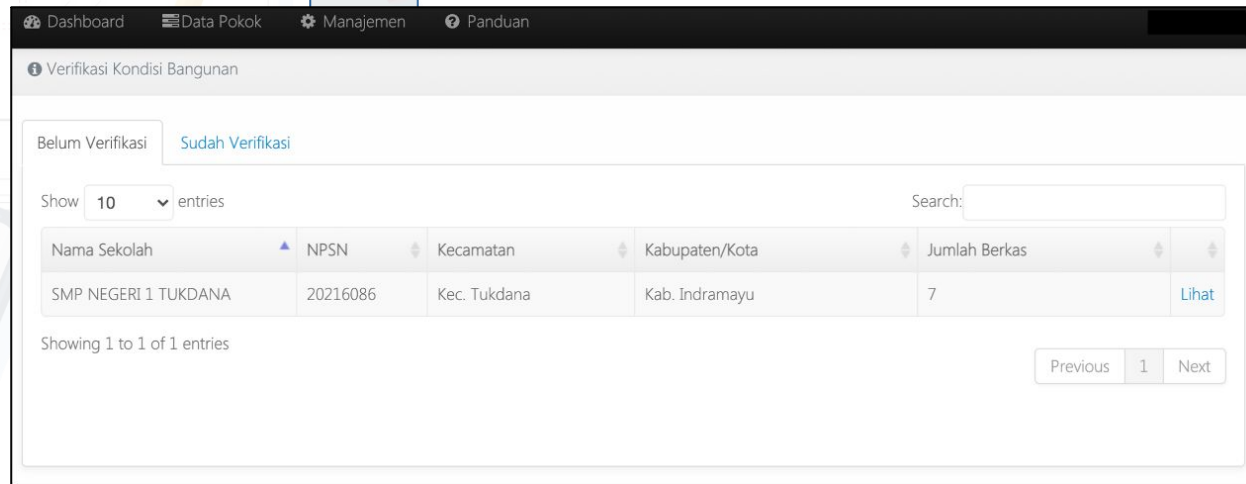 Dashboard Data Pokok Manajemen Panduan
Verifikasi Kondisi Bangunan
Belum Verifikasi Sudah Verifikasi
Show 10 entries Search:
Nama Sekolah NPSN Kecamatan Kabupaten/Kota Jumlah Berkas
SMP NEGERI 1 TUKDANA 20216086 Kec. Tukdana Kab. Indramayu 7 Lihat
Showing 1 to 1 of 1 entries
Previous 1 Next